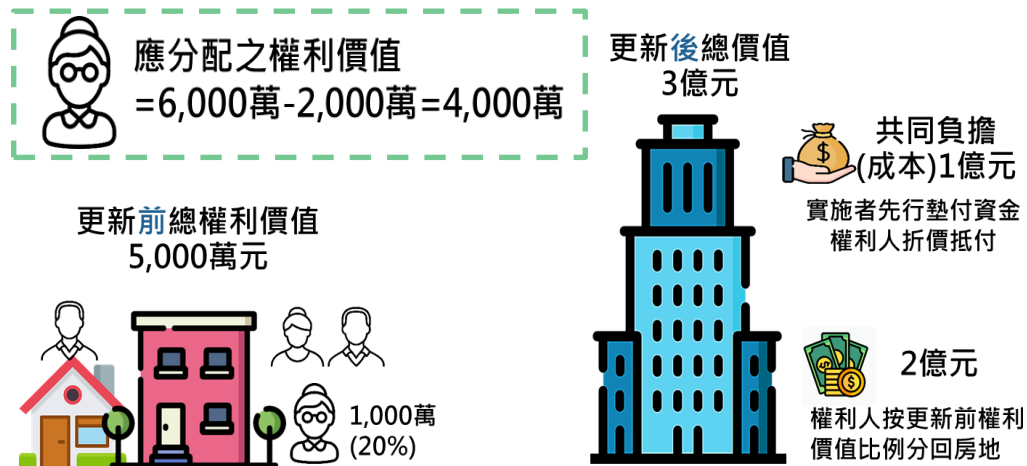 應分配之權利價值
=6,000萬-2,000萬=4,000萬
更新前總權利價值
5,000萬元
1,000萬
(20%)
更新後總價值
3億元
共同負擔
(成本)1億元
實施者先行墊付資金
權利人折價抵付
2億元
權利人按更新前權利
價值比例分回房地